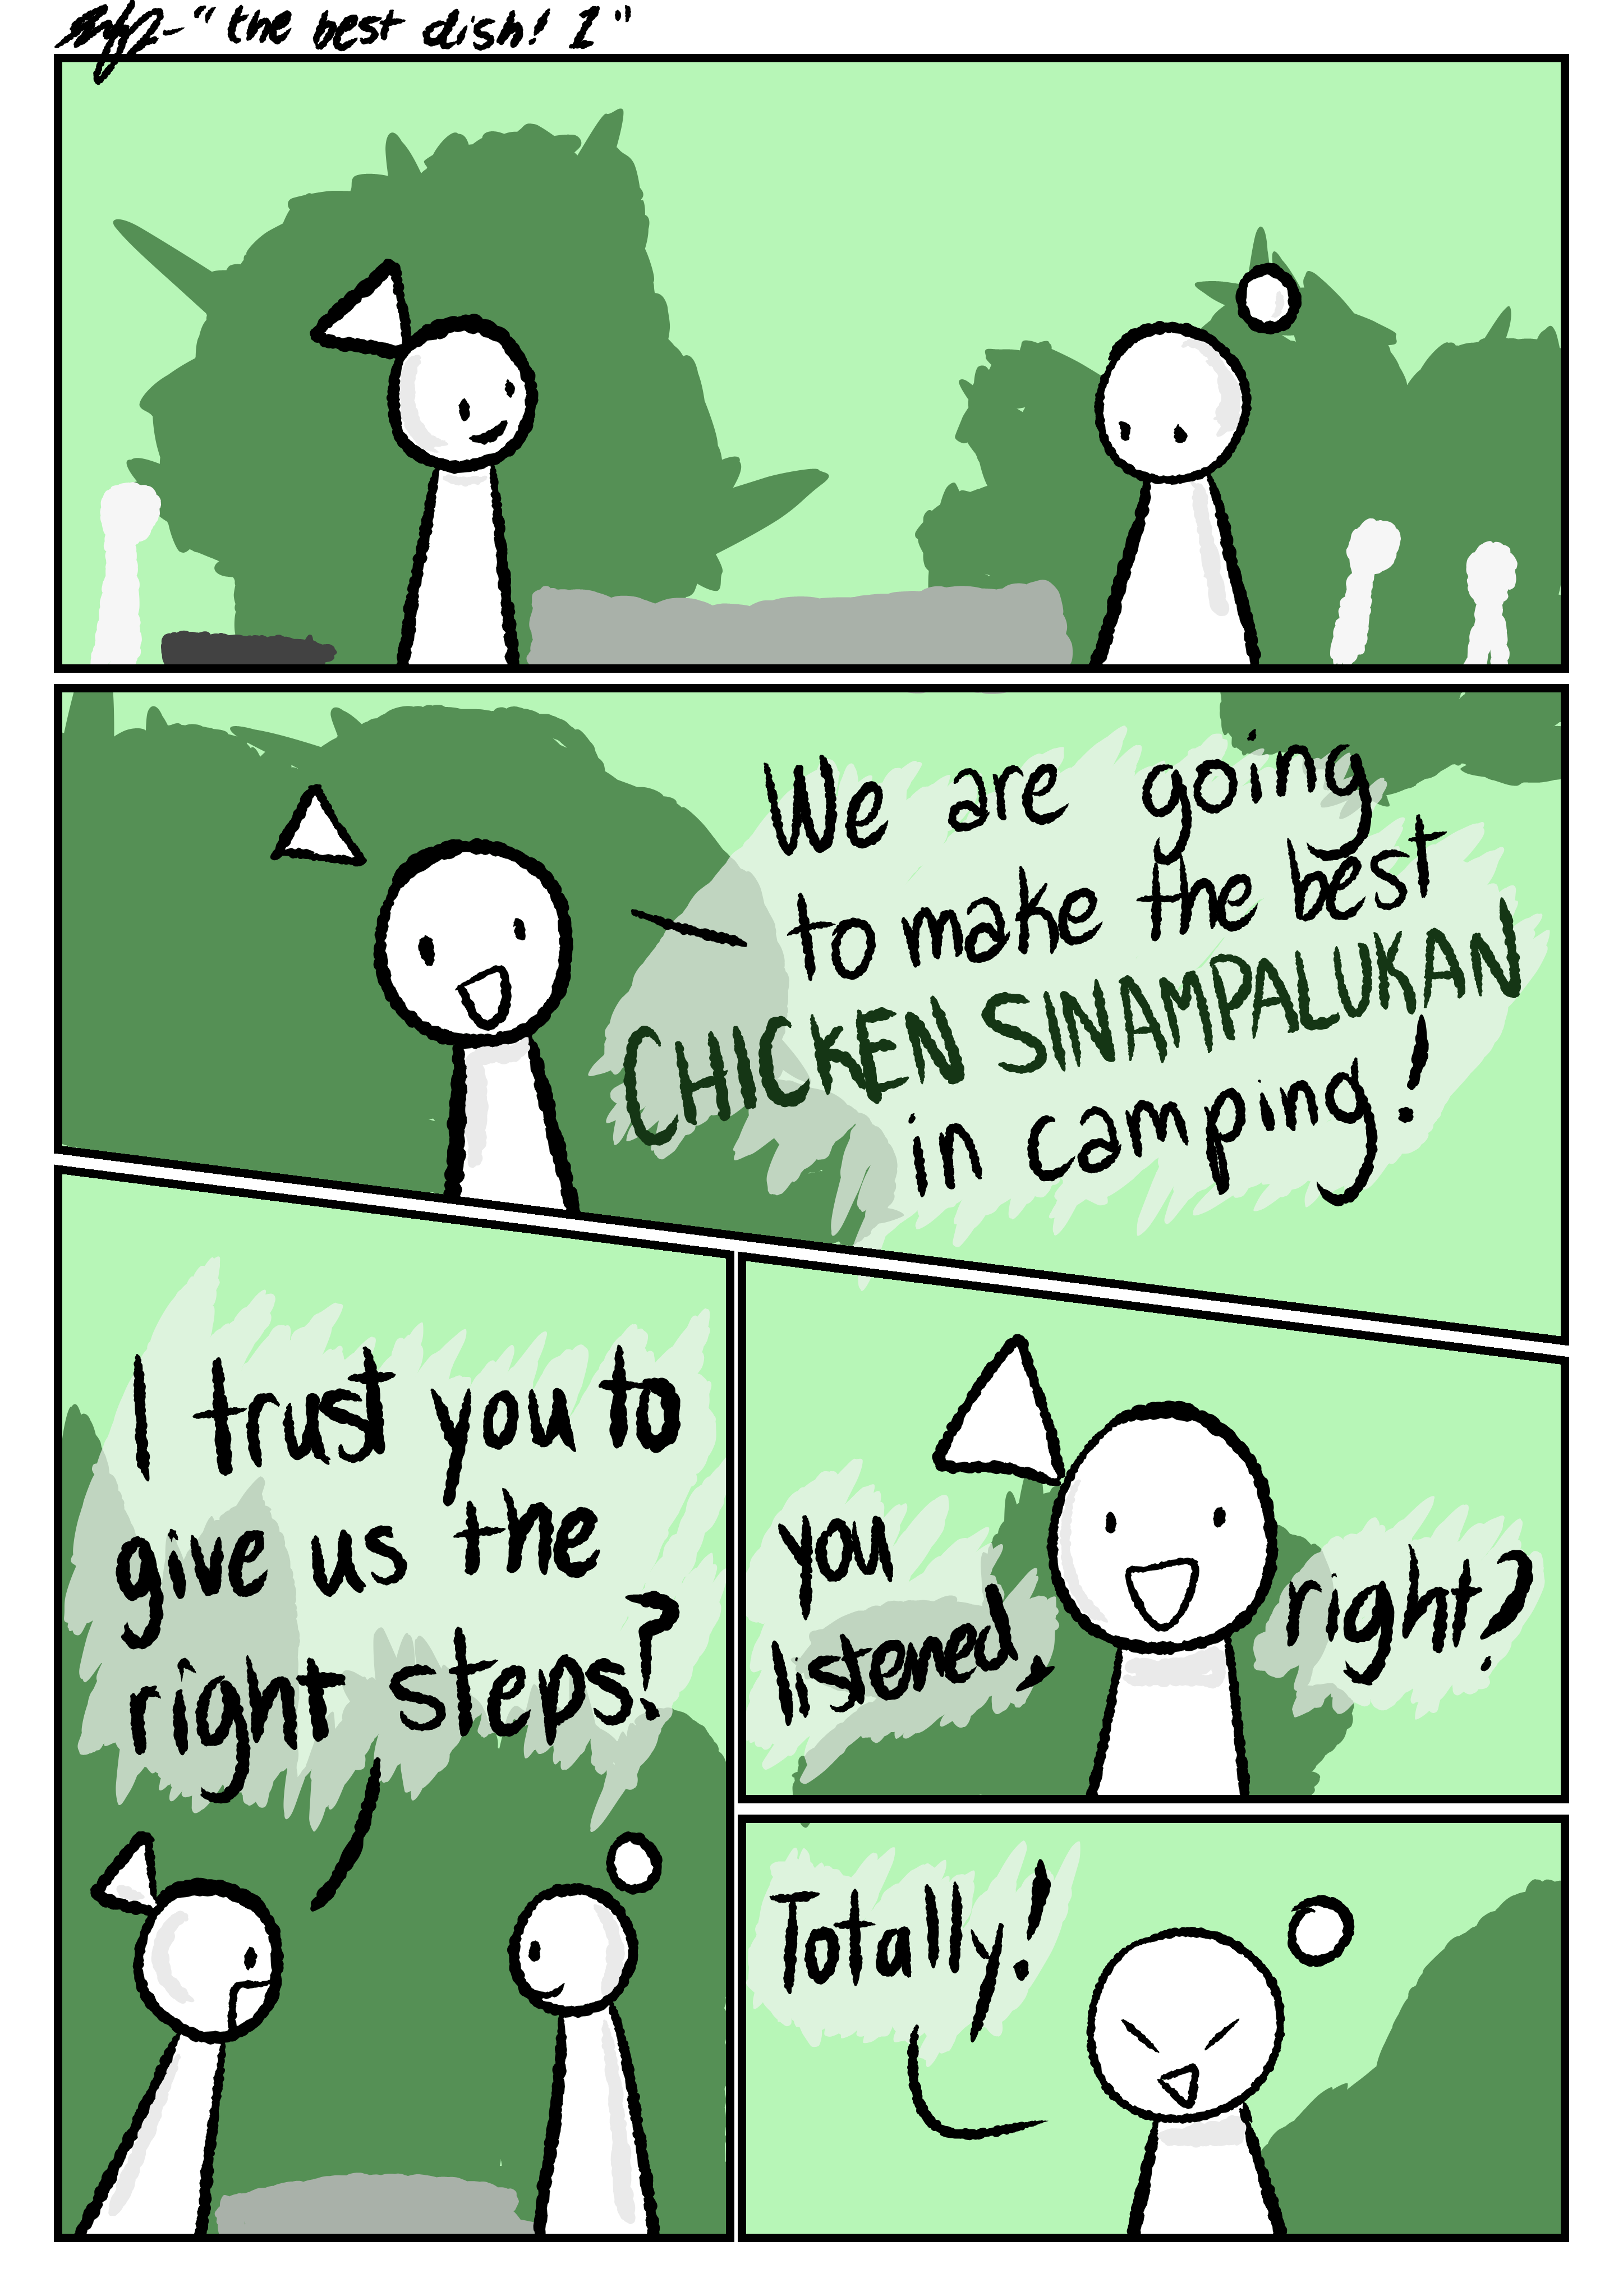 "the best dish! 1"
We are going
to make the best
CHICKEN SINAMPALUKAN
in camping!
I trust you to
give us the
right steps?
you
listened,
right?
Totally!